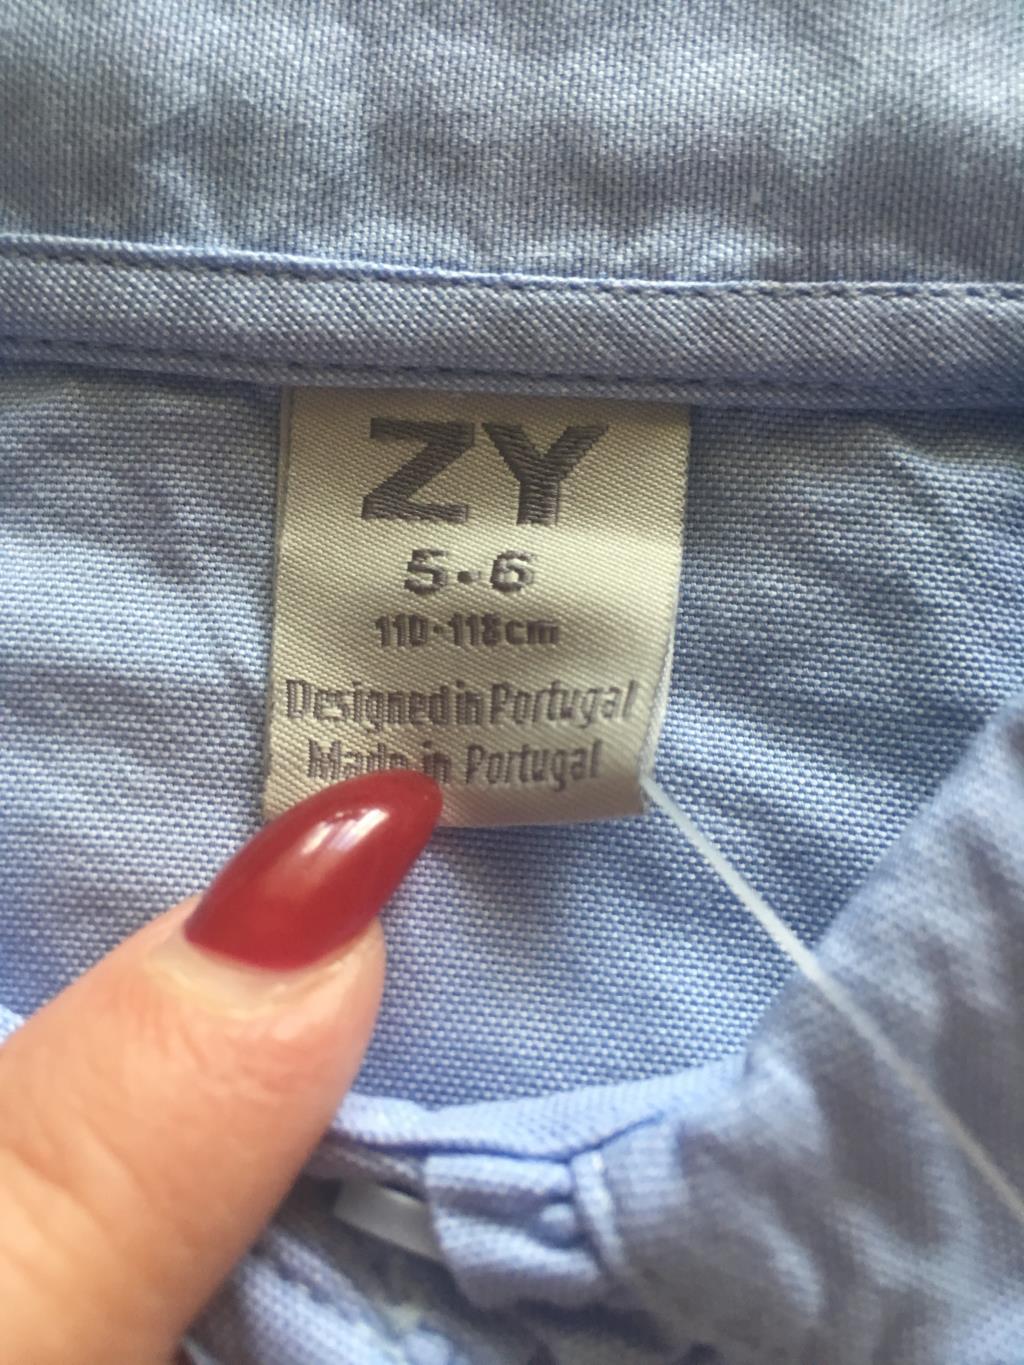 ZY
5-6
110-118cm
Designed in Portugal
Made in Portugal